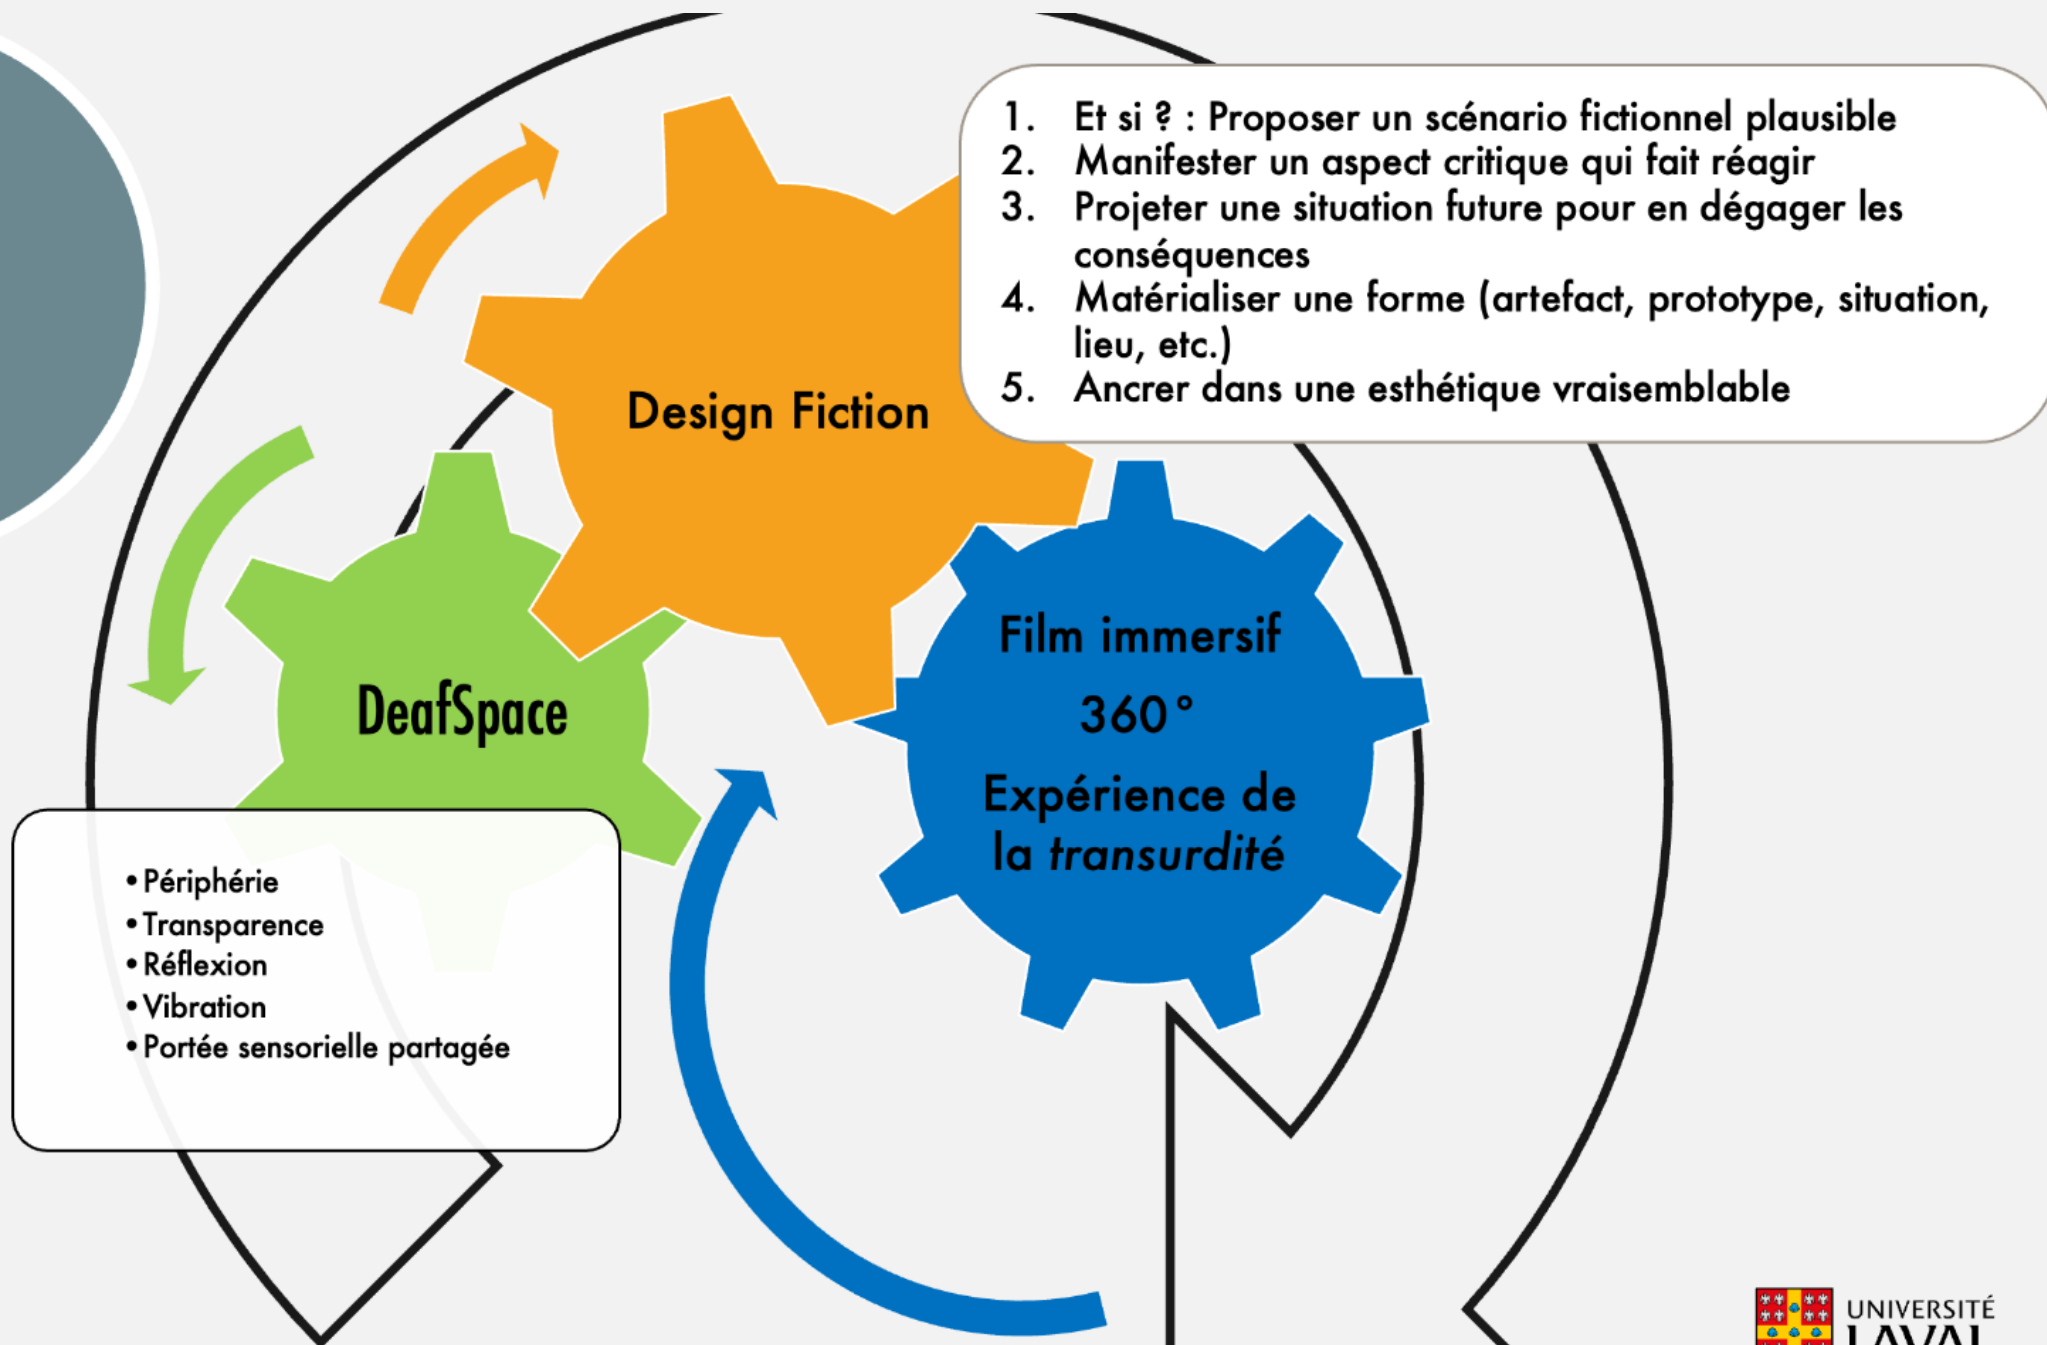 1. Et si ? : Proposer un scénario fictionnel plausible
2. Manifester un aspect critique qui fait réagir
3. Projeter une situation future pour en dégager les
conséquences
4. Matérialiser une forme (artefact, prototype, situation,
lieu, etc.)
5. Ancrer dans une esthétique vraisemblable
Design Fiction
DeafSpace
Film immersif
360°
Expérience de
la transurdité
• Périphérie
• Transparence
• Réflexion
• Vibration
• Portée sensorielle partagée
UNIVERSITÉ
LAVAL